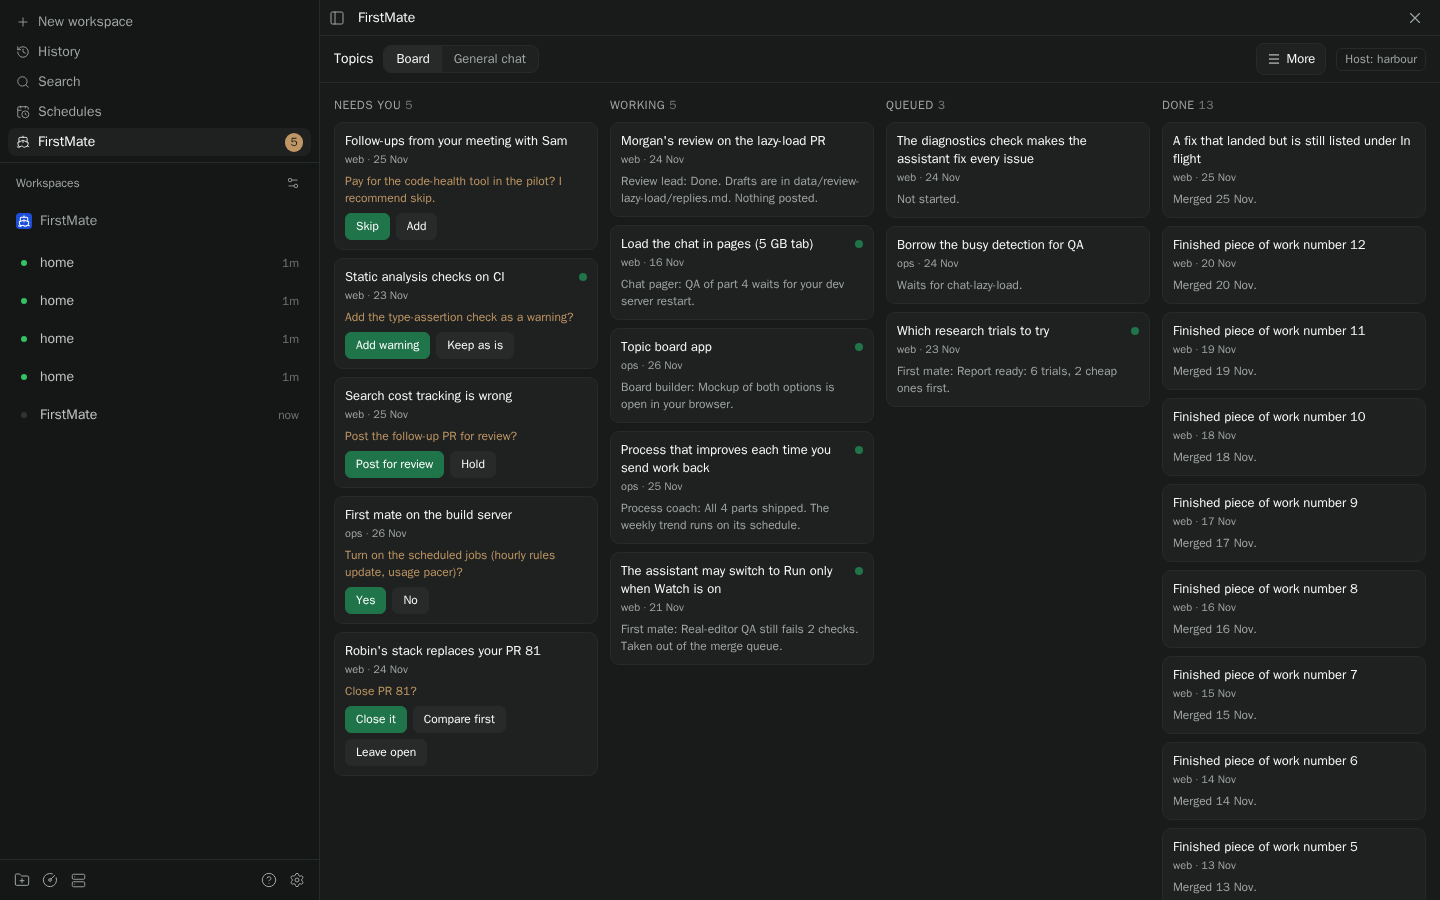 New workspace
History
Search
Schedules
FirstMate
5
Workspaces
FirstMate
home 1m
home 1m
home 1m
home 1m
FirstMate now
FirstMate
Topics
Board
General chat
More
Host: harbour
NEEDS YOU 5
Follow-ups from your meeting with Sam
web · 25 Nov
Pay for the code-health tool in the pilot? I
recommend skip.
Skip
Add
Static analysis checks on CI
web · 23 Nov
Add the type-assertion check as a warning?
Add warning
Keep as is
Search cost tracking is wrong
web · 25 Nov
Post the follow-up PR for review?
Post for review
Hold
First mate on the build server
ops · 26 Nov
Turn on the scheduled jobs (hourly rules
update, usage pacer)?
Yes
No
Robin's stack replaces your PR 81
web · 24 Nov
Close PR 81?
Close it
Compare first
Leave open
WORKING 5
Morgan's review on the lazy-load PR
web · 24 Nov
Review lead: Done. Drafts are in data/review-
lazy-load/replies.md. Nothing posted.
Load the chat in pages (5 GB tab)
web · 16 Nov
Chat pager: QA of part 4 waits for your dev
server restart.
Topic board app
ops · 26 Nov
Board builder: Mockup of both options is
open in your browser.
Process that improves each time you
send work back
ops · 25 Nov
Process coach: All 4 parts shipped. The
weekly trend runs on its schedule.
The assistant may switch to Run only
when Watch is on
web · 21 Nov
First mate: Real-editor QA still fails 2 checks.
Taken out of the merge queue.
QUEUED 3
The diagnostics check makes the
assistant fix every issue
web · 24 Nov
Not started.
Borrow the busy detection for QA
ops · 24 Nov
Waits for chat-lazy-load.
Which research trials to try
web · 23 Nov
First mate: Report ready: 6 trials, 2 cheap
ones first.
DONE 13
A fix that landed but is still listed under In
flight
web · 25 Nov
Merged 25 Nov.
Finished piece of work number 12
web · 20 Nov
Merged 20 Nov.
Finished piece of work number 11
web · 19 Nov
Merged 19 Nov.
Finished piece of work number 10
web · 18 Nov
Merged 18 Nov.
Finished piece of work number 9
web · 17 Nov
Merged 17 Nov.
Finished piece of work number 8
web · 16 Nov
Merged 16 Nov.
Finished piece of work number 7
web · 15 Nov
Merged 15 Nov.
Finished piece of work number 6
web · 14 Nov
Merged 14 Nov.
Finished piece of work number 5
web · 13 Nov
Merged 13 Nov.